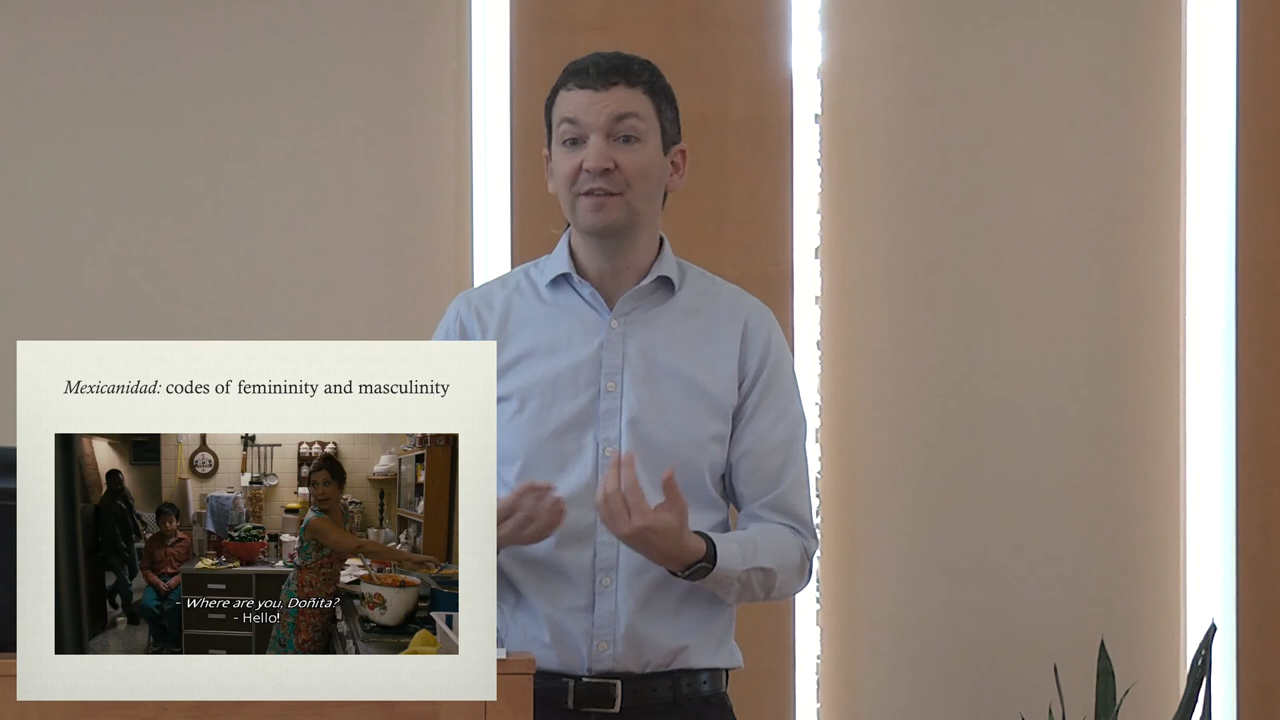 Mexicanidad: codes of femininity and masculinity
- Where are you, Doñita?
- Hello!